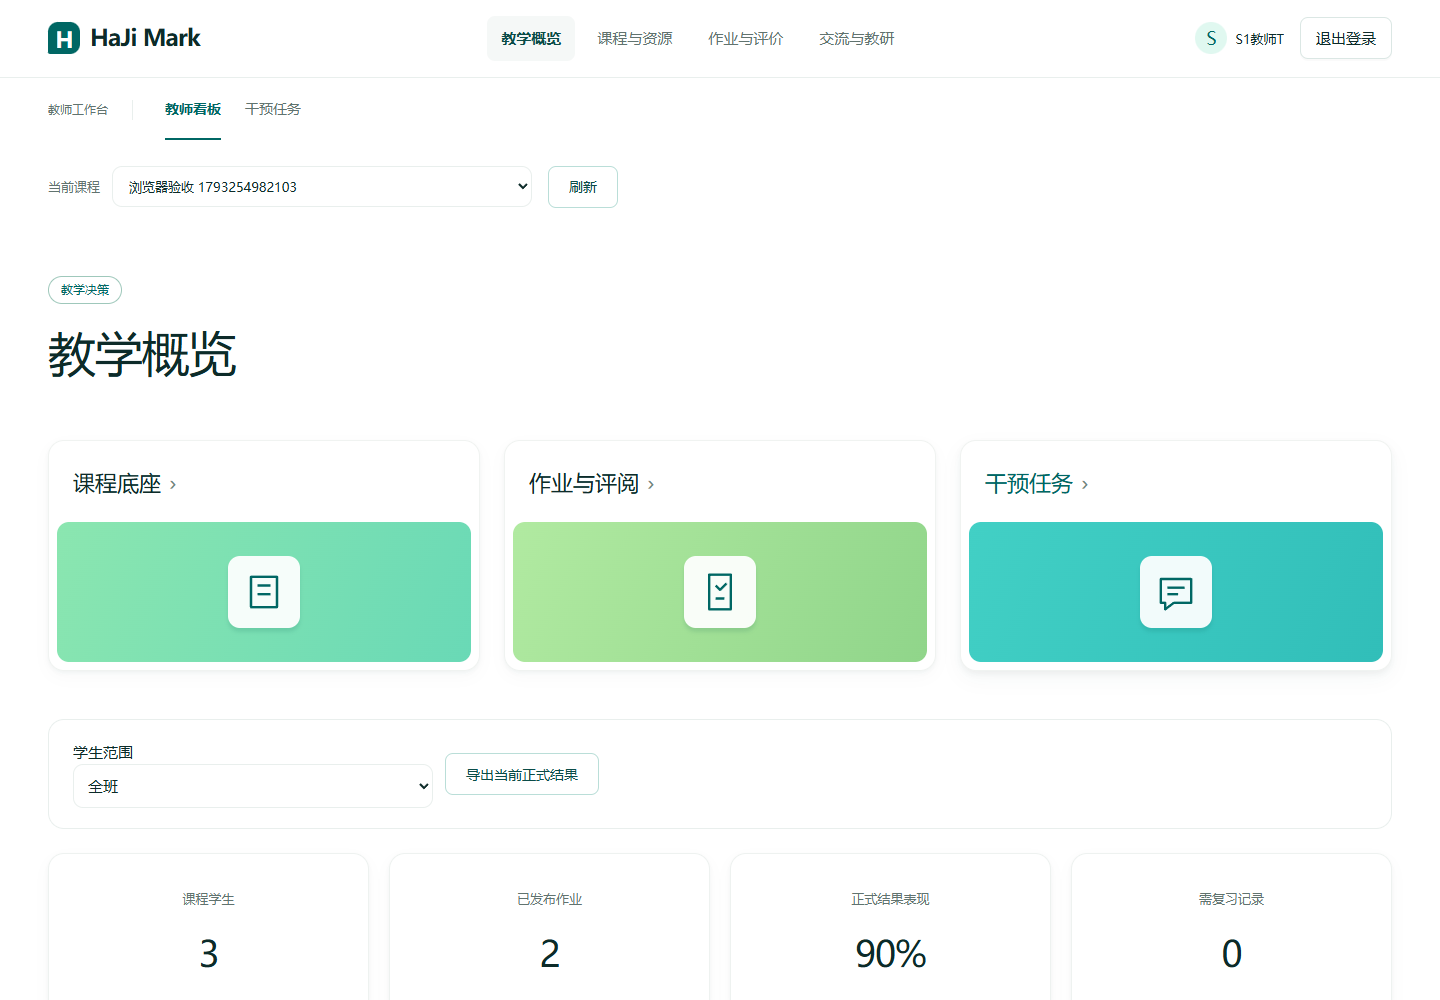 H HaJi Mark
教学概览 课程与资源 作业与评价 交流与教研
S S1教师T 退出登录
教师工作台 教师看板 干预任务
当前课程 浏览器验收 1793254982103 刷新
教学决策
教学概览
课程底座 ›
作业与评阅 ›
干预任务 ›
学生范围
全班
导出当前正式结果
课程学生
3
已发布作业
2
正式结果表现
90%
需复习记录
0